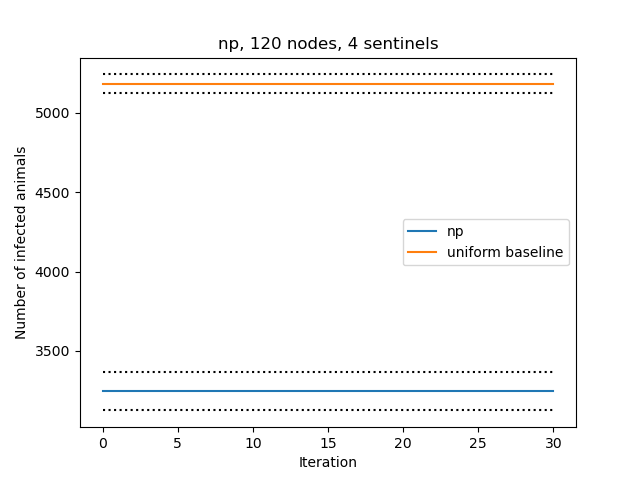 np, 120 nodes, 4 sentinels
Number of infected animals
5000
4500
4000
3500
np
uniform baseline
0 5 10 15 20 25 30
Iteration